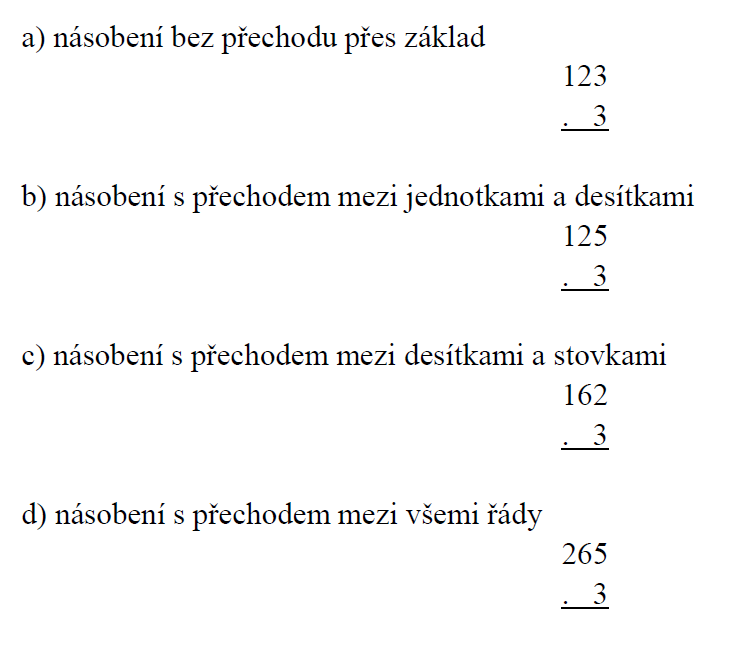 a) násobení bez přechodu přes základ
123
. 3
b) násobení s přechodem mezi jednotkami a desítkami
125
. 3
c) násobení s přechodem mezi desítkami a stovkami
162
. 3
d) násobení s přechodem mezi všemi řády
265
. 3